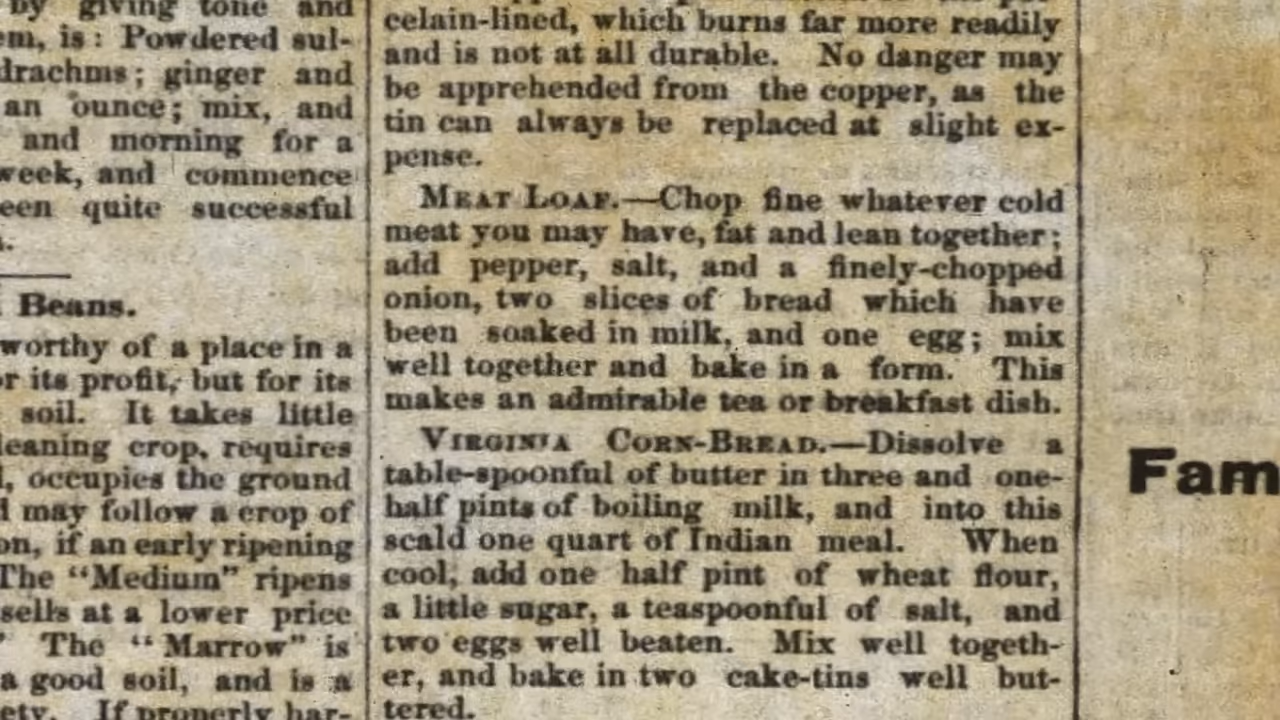 by giving tone and
em, is: Powdered sul-
drachms; ginger and
an ounce; mix, and
and morning for a
week, and commence
een quite successful
Beans.
worthy of a place in a
or its profit, but for its
soil. It takes little
leaning crop, requires
, occupies the ground
may follow a crop of
on, if an early ripening
The "Medium" ripens
sells at a lower price
The "Marrow" is
a good soil, and is a
ety. If properly har-
celain-lined, which burns far more readily
and is not at all durable. No danger may
be apprehended from the copper, as the
tin can always be replaced at slight ex-
pense.
MEAT LOAF.—Chop fine whatever cold
meat you may have, fat and lean together;
add pepper, salt, and a finely-chopped
onion, two slices of bread which have
been soaked in milk, and one egg; mix
well together and bake in a form. This
makes an admirable tea or breakfast dish.
VIRGINIA CORN-BREAD.—Dissolve a
table-spoonful of butter in three and one-
half pints of boiling milk, and into this
scald one quart of Indian meal. When
cool, add one half pint of wheat flour,
a little sugar, a teaspoonful of salt, and
two eggs well beaten. Mix well togeth-
er, and bake in two cake-tins well but-
tered.
Fam